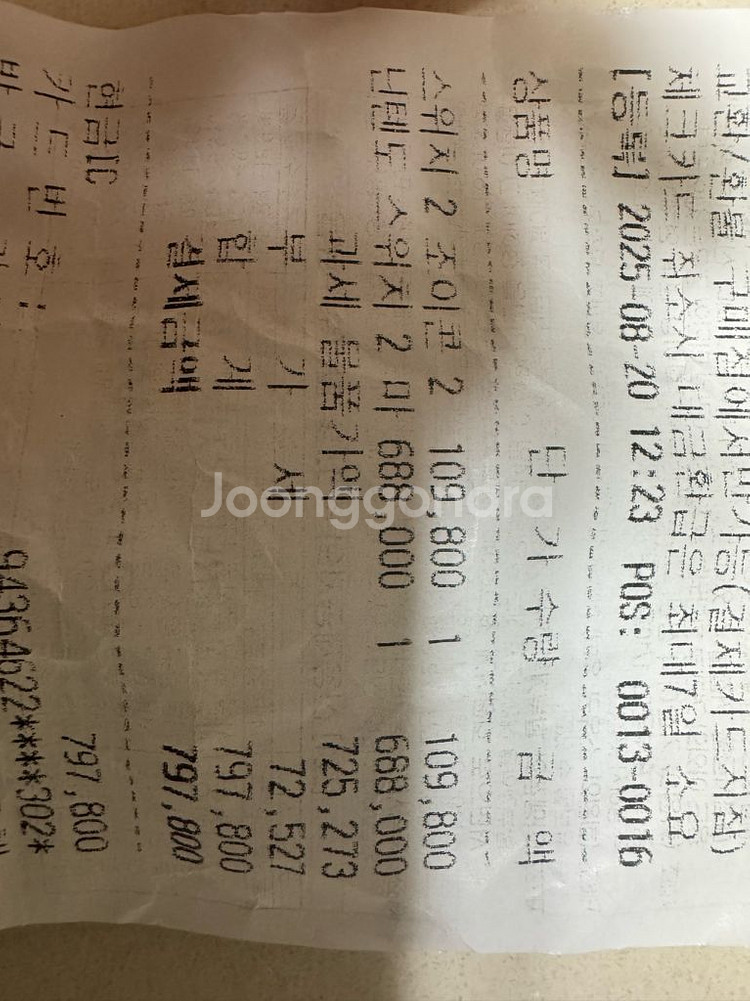 교환/환불 구매점에서만가능(결제카드지참)
체크카드 취소시 대금환급은 최대7일 소요
[등록] 2025-08-20 12:23 POS: 0013-0016
상품명 단가 수량 금액
스위치 2 조이콘 2 109,800 1 109,800
닌텐도 스위치 2 마 688,000 1 688,000
과세 물품가액 725,273
부 가 세 72,527
합 계 797,800
결제금액 797,800
현금IC 797,800
카드번호: 94364622****302*
Joonggonara